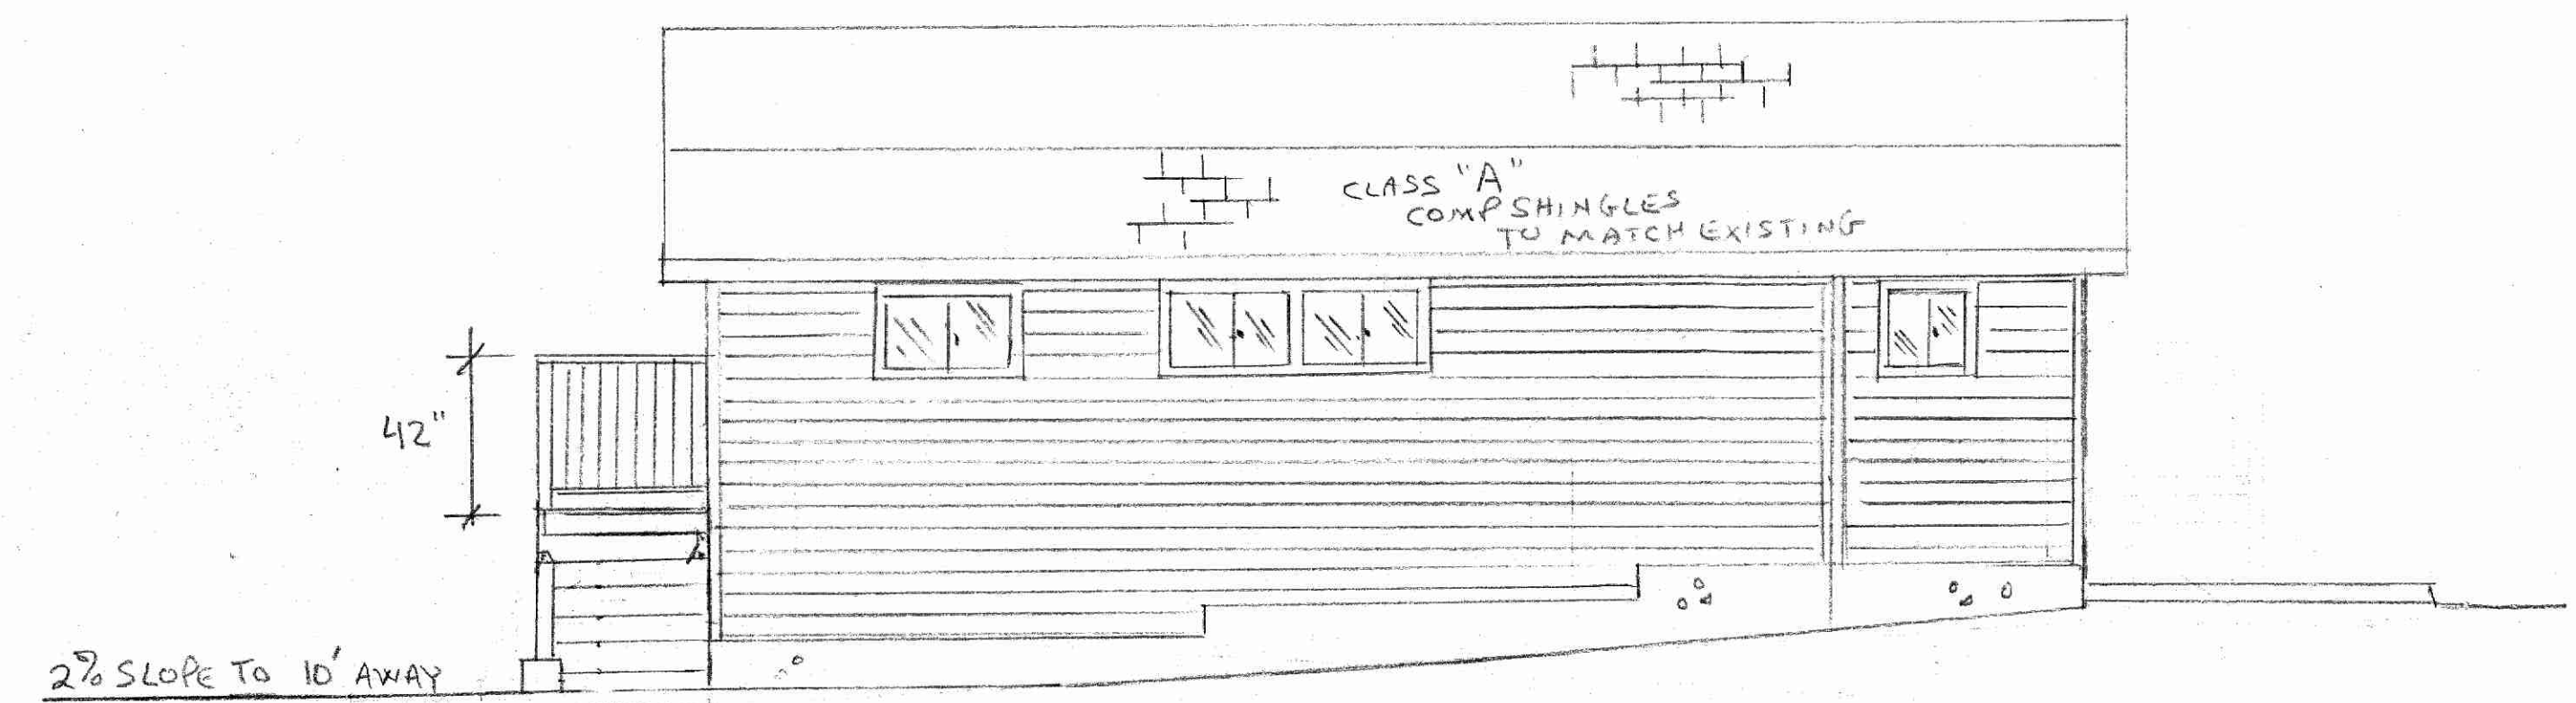 CLASS "A"
COMP SHINGLES
TO MATCH EXISTING
42"
2% SLOPE TO 10' AWAY